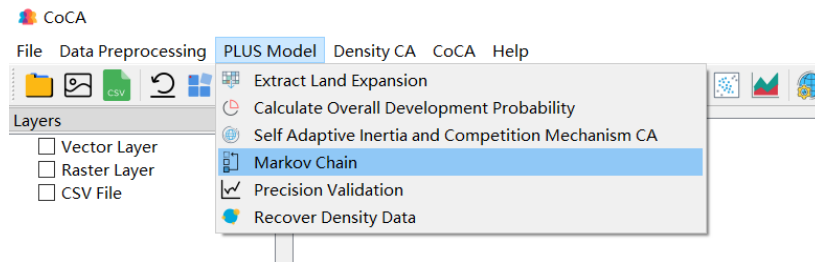 CoCA
File Data Preprocessing PLUS Model Density CA CoCA Help
csv
Extract Land Expansion
Calculate Overall Development Probability
Layers
Self Adaptive Inertia and Competition Mechanism CA
Vector Layer
Markov Chain
Raster Layer
Precision Validation
CSV File
Recover Density Data